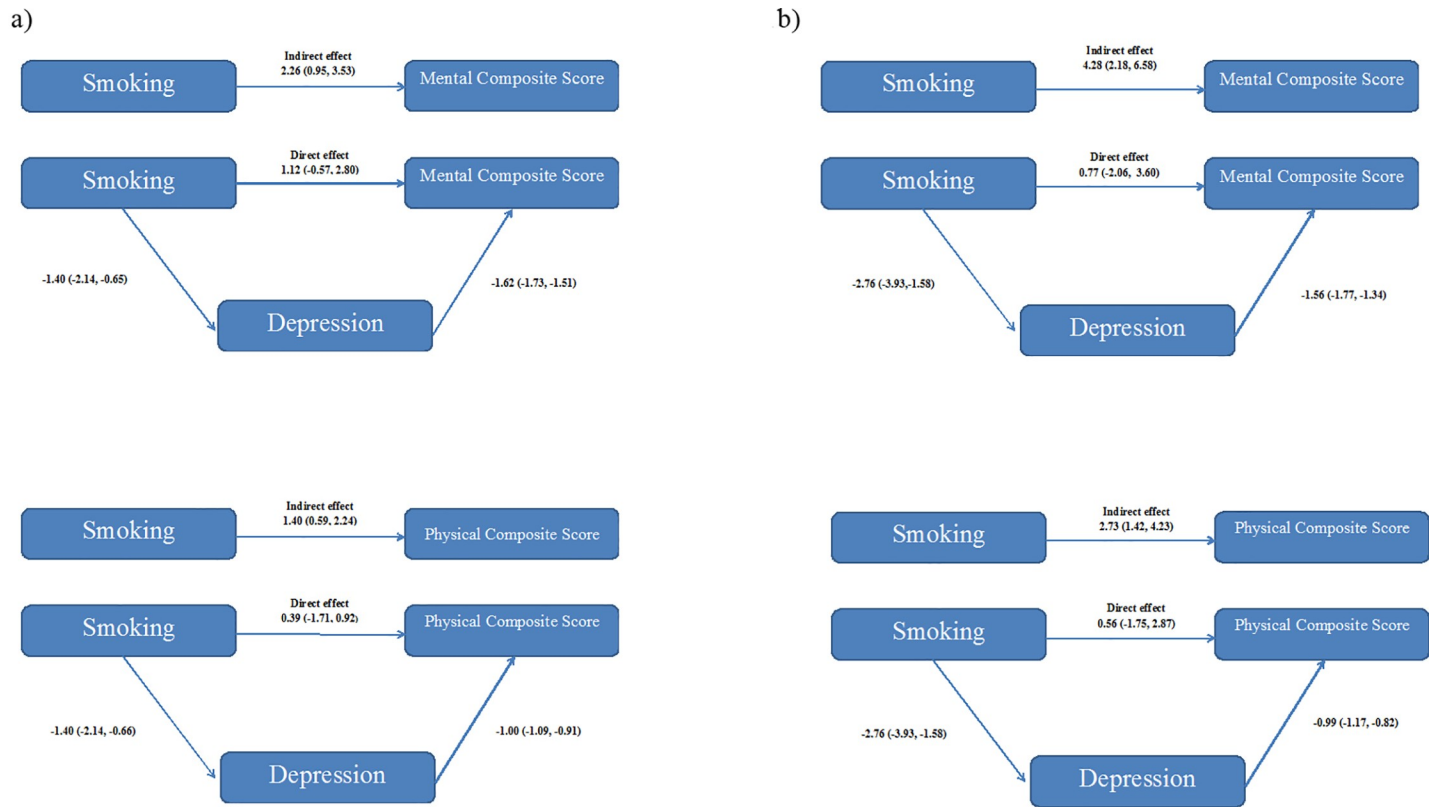 a)
Indirect effect
2.26 (0.95, 3.53)
Smoking
Mental Composite Score
Direct effect
1.12 (-0.57, 2.80)
Smoking
Mental Composite Score
-1.40 (-2.14, -0.65)
-1.62 (-1.73, -1.51)
Depression
Indirect effect
1.40 (0.59, 2.24)
Smoking
Physical Composite Score
Direct effect
0.39 (-1.71, 0.92)
Smoking
Physical Composite Score
-1.40 (-2.14, -0.66)
-1.00 (-1.09, -0.91)
Depression
b)
Indirect effect
4.28 (2.18, 6.58)
Smoking
Mental Composite Score
Direct effect
0.77 (-2.06, 3.60)
Smoking
Mental Composite Score
-2.76 (-3.93,-1.58)
-1.56 (-1.77, -1.34)
Depression
Indirect effect
2.73 (1.42, 4.23)
Smoking
Physical Composite Score
Direct effect
0.56 (-1.75, 2.87)
Smoking
Physical Composite Score
-2.76 (-3.93, -1.58)
-0.99 (-1.17, -0.82)
Depression